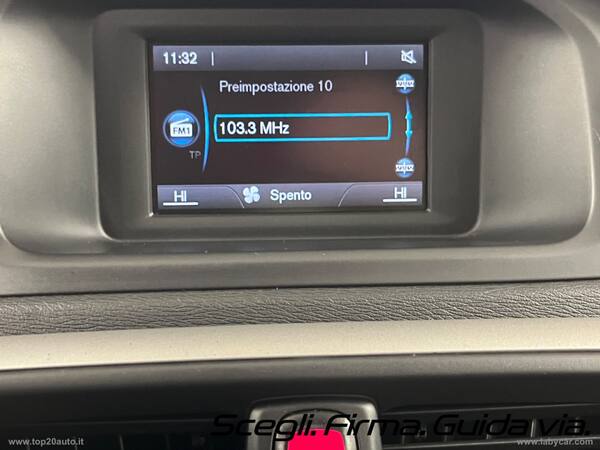 11:32
Preimpostazione 10
103.3 MHz
FM1
TP
HI
Spento
HI
Scegli. Firma. Guida via.
www.top20auto.it
www.labycar.com